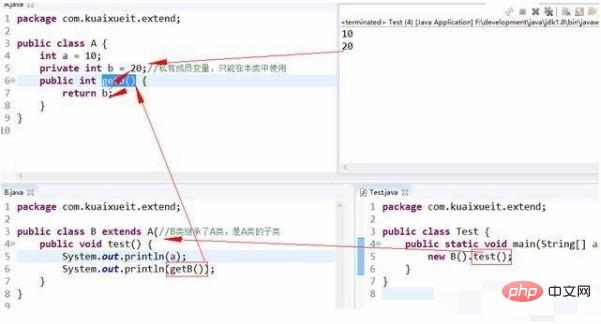 A.java
1 package com.kuaixueit.extend;
2
3 public class A {
4 int a = 10;
5 private int b = 20;//私有成员变量，只能在本类中使用
6 public int getB() {
7 return b;
8 }
9 }
10
<terminated> Test (4) [Java Application] F:\development\java\jdk1.8\bin\javaw
10
20
B.java
1 package com.kuaixueit.extend;
2
3 public class B extends A{//B类继承了A类，是A类的子类
4 public void test() {
5 System.out.println(a);
6 System.out.println(getB());
7 }
8 }
9
Test.java
1 package com.kuaixueit.extend;
2
3 public class Test {
4 public static void main(String[] a
5 new B().test();
6 }
7 }
8
php 中文网